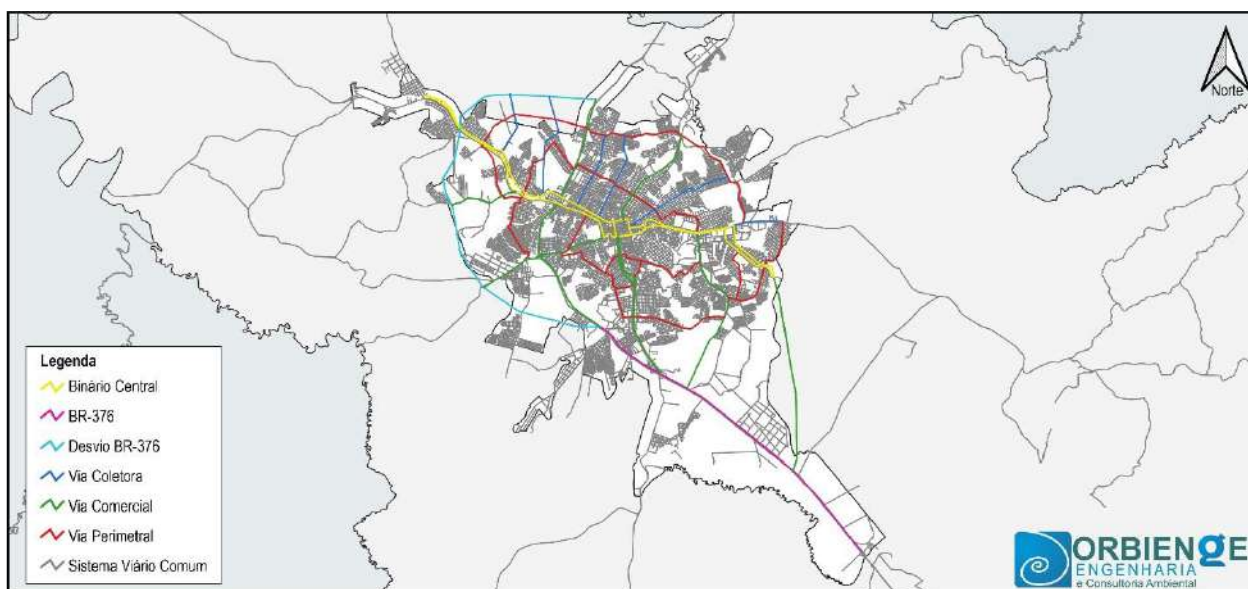 Norte
Legenda
Binário Central
BR-376
Desvio BR-376
Via Coletora
Via Comercial
Via Perimetral
Sistema Viário Comum
ORBIENGE
ENGENHARIA
e Consultoria Ambiental